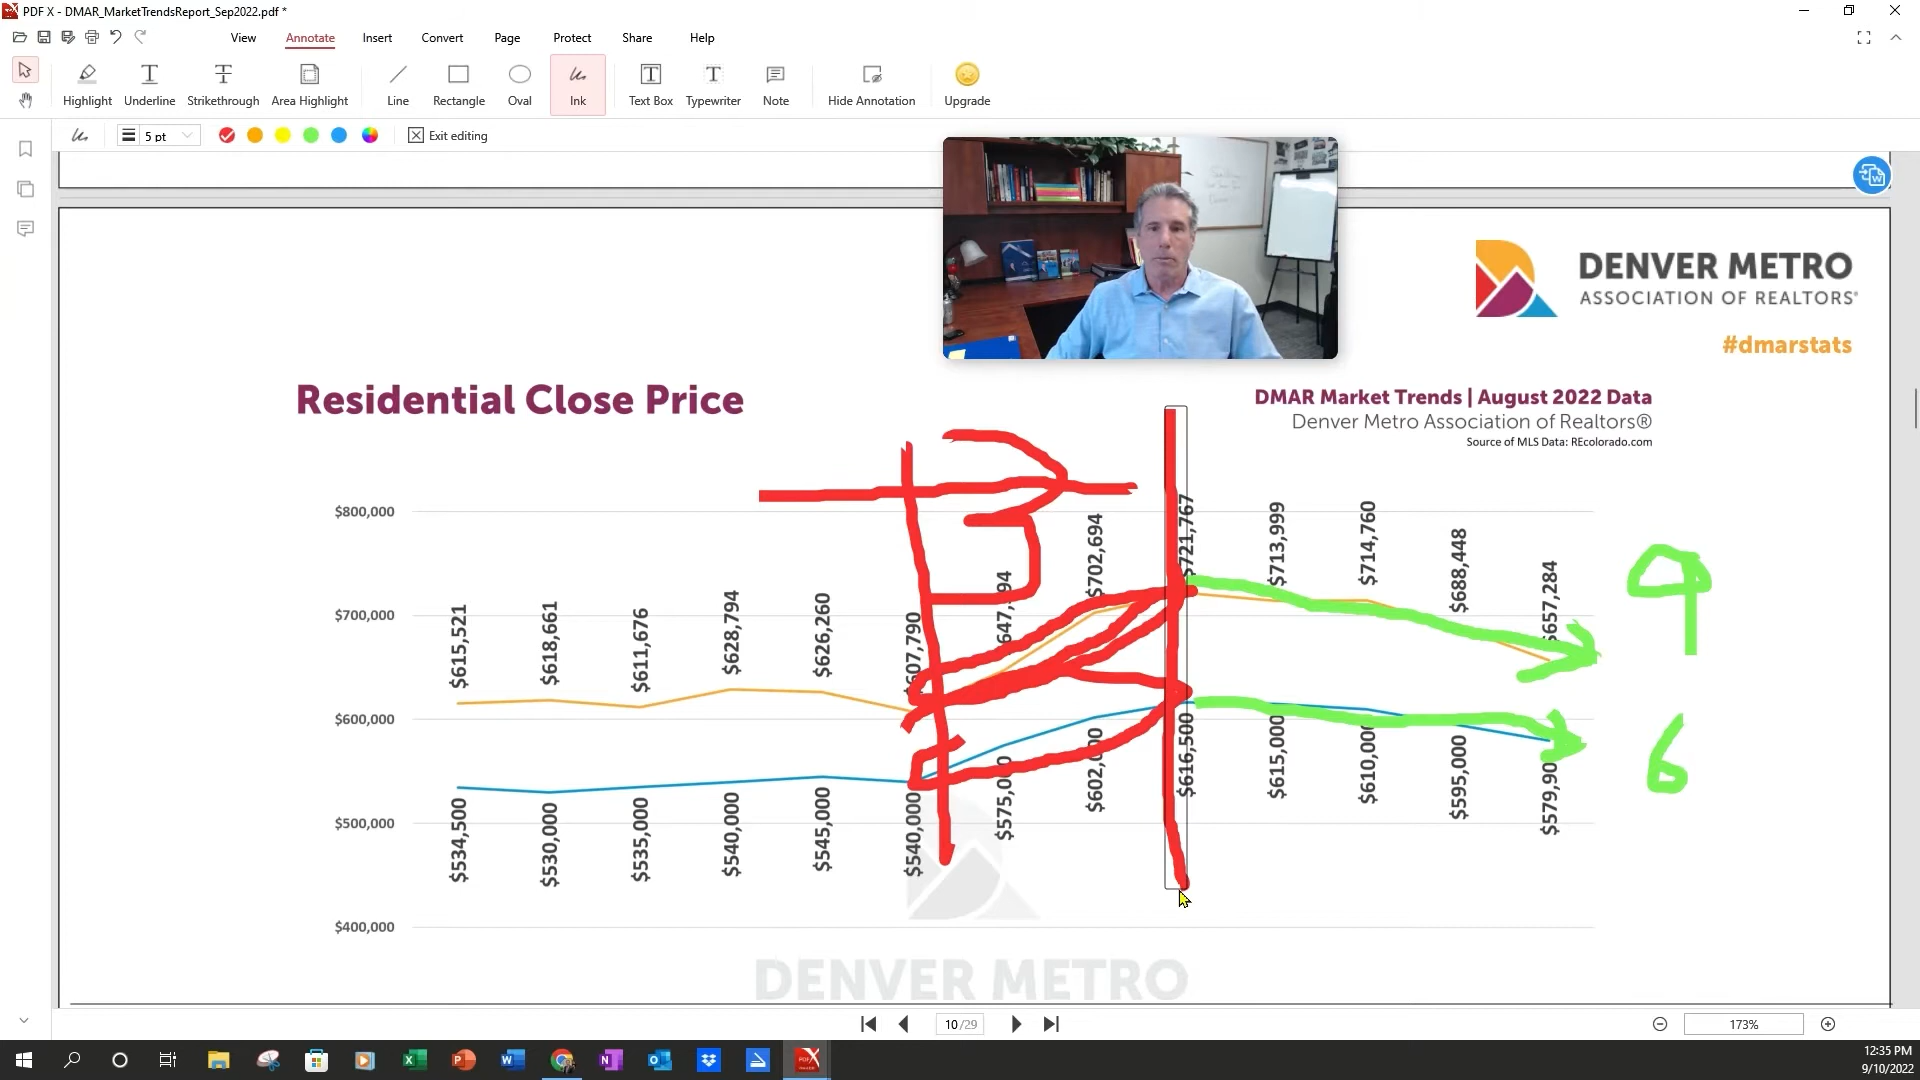 PDF X - DMAR_MarketTrendsReport_Sep2022.pdf *
View Annotate Insert Convert Page Protect Share Help
Highlight Underline Strikethrough Area Highlight Line Rectangle Oval Ink Text Box Typewriter Note Hide Annotation Upgrade
5 pt Exit editing
DENVER METRO
ASSOCIATION OF REALTORS®
#dmarstats
Residential Close Price
DMAR Market Trends | August 2022 Data
Denver Metro Association of Realtors®
Source of MLS Data: REcolorado.com
$800,000
$700,000
$600,000
$500,000
$400,000
$615,521
$618,661
$611,676
$628,794
$626,260
$607,790
$702,694
$721,767
$713,999
$714,760
$688,448
$657,284
$534,500
$530,000
$535,000
$540,000
$545,000
$540,000
$575,000
$602,000
$616,500
$615,000
$610,000
$595,000
9
6
DENVER METRO
10 /29
173%
12:35 PM
9/10/2022